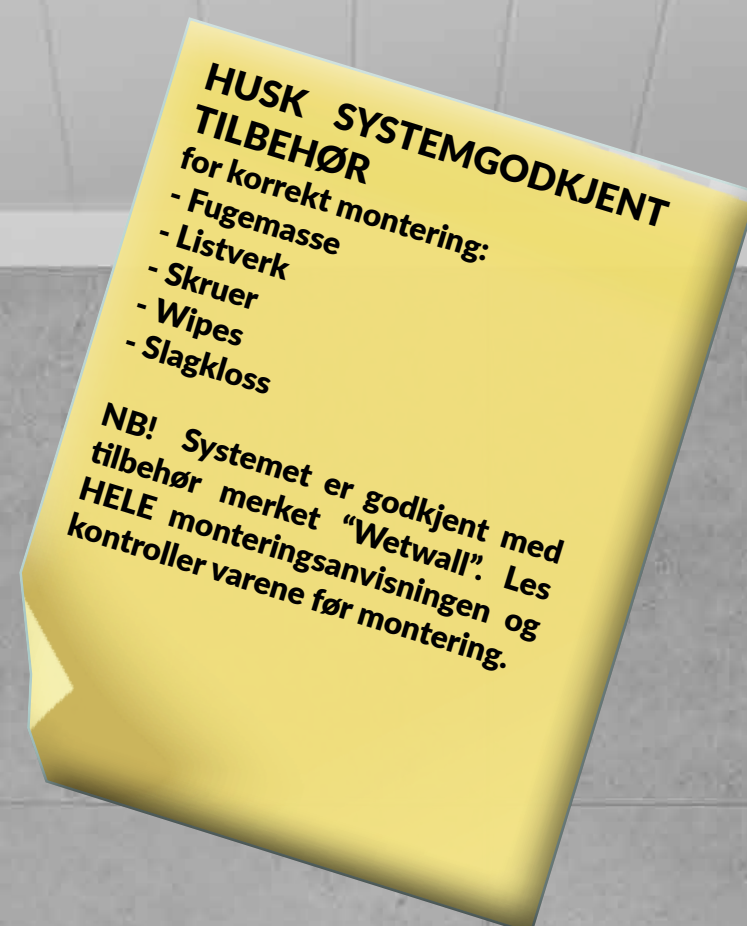 HUSK SYSTEMGODKJENT
TILBEHØR
for korrekt montering:
- Fugemasse
- Listverk
- Skruer
- Wipes
- Slagkloss
NB! Systemet er godkjent med
tilbehør merket “Wetwall”. Les
HELE monteringsanvisningen og
kontroller varene før montering.